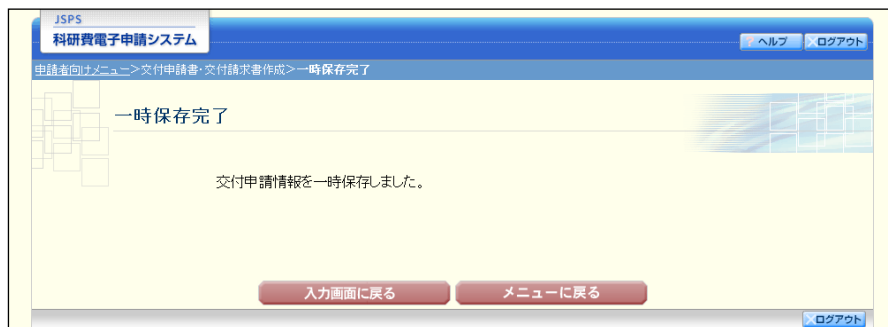 JSPS
科研費電子申請システム
? ヘルプ ×ログアウト
申請者向けメニュー>交付申請書・交付請求書作成>一時保存完了
一時保存完了
交付申請情報を一時保存しました。
入力画面に戻る メニューに戻る
×ログアウト